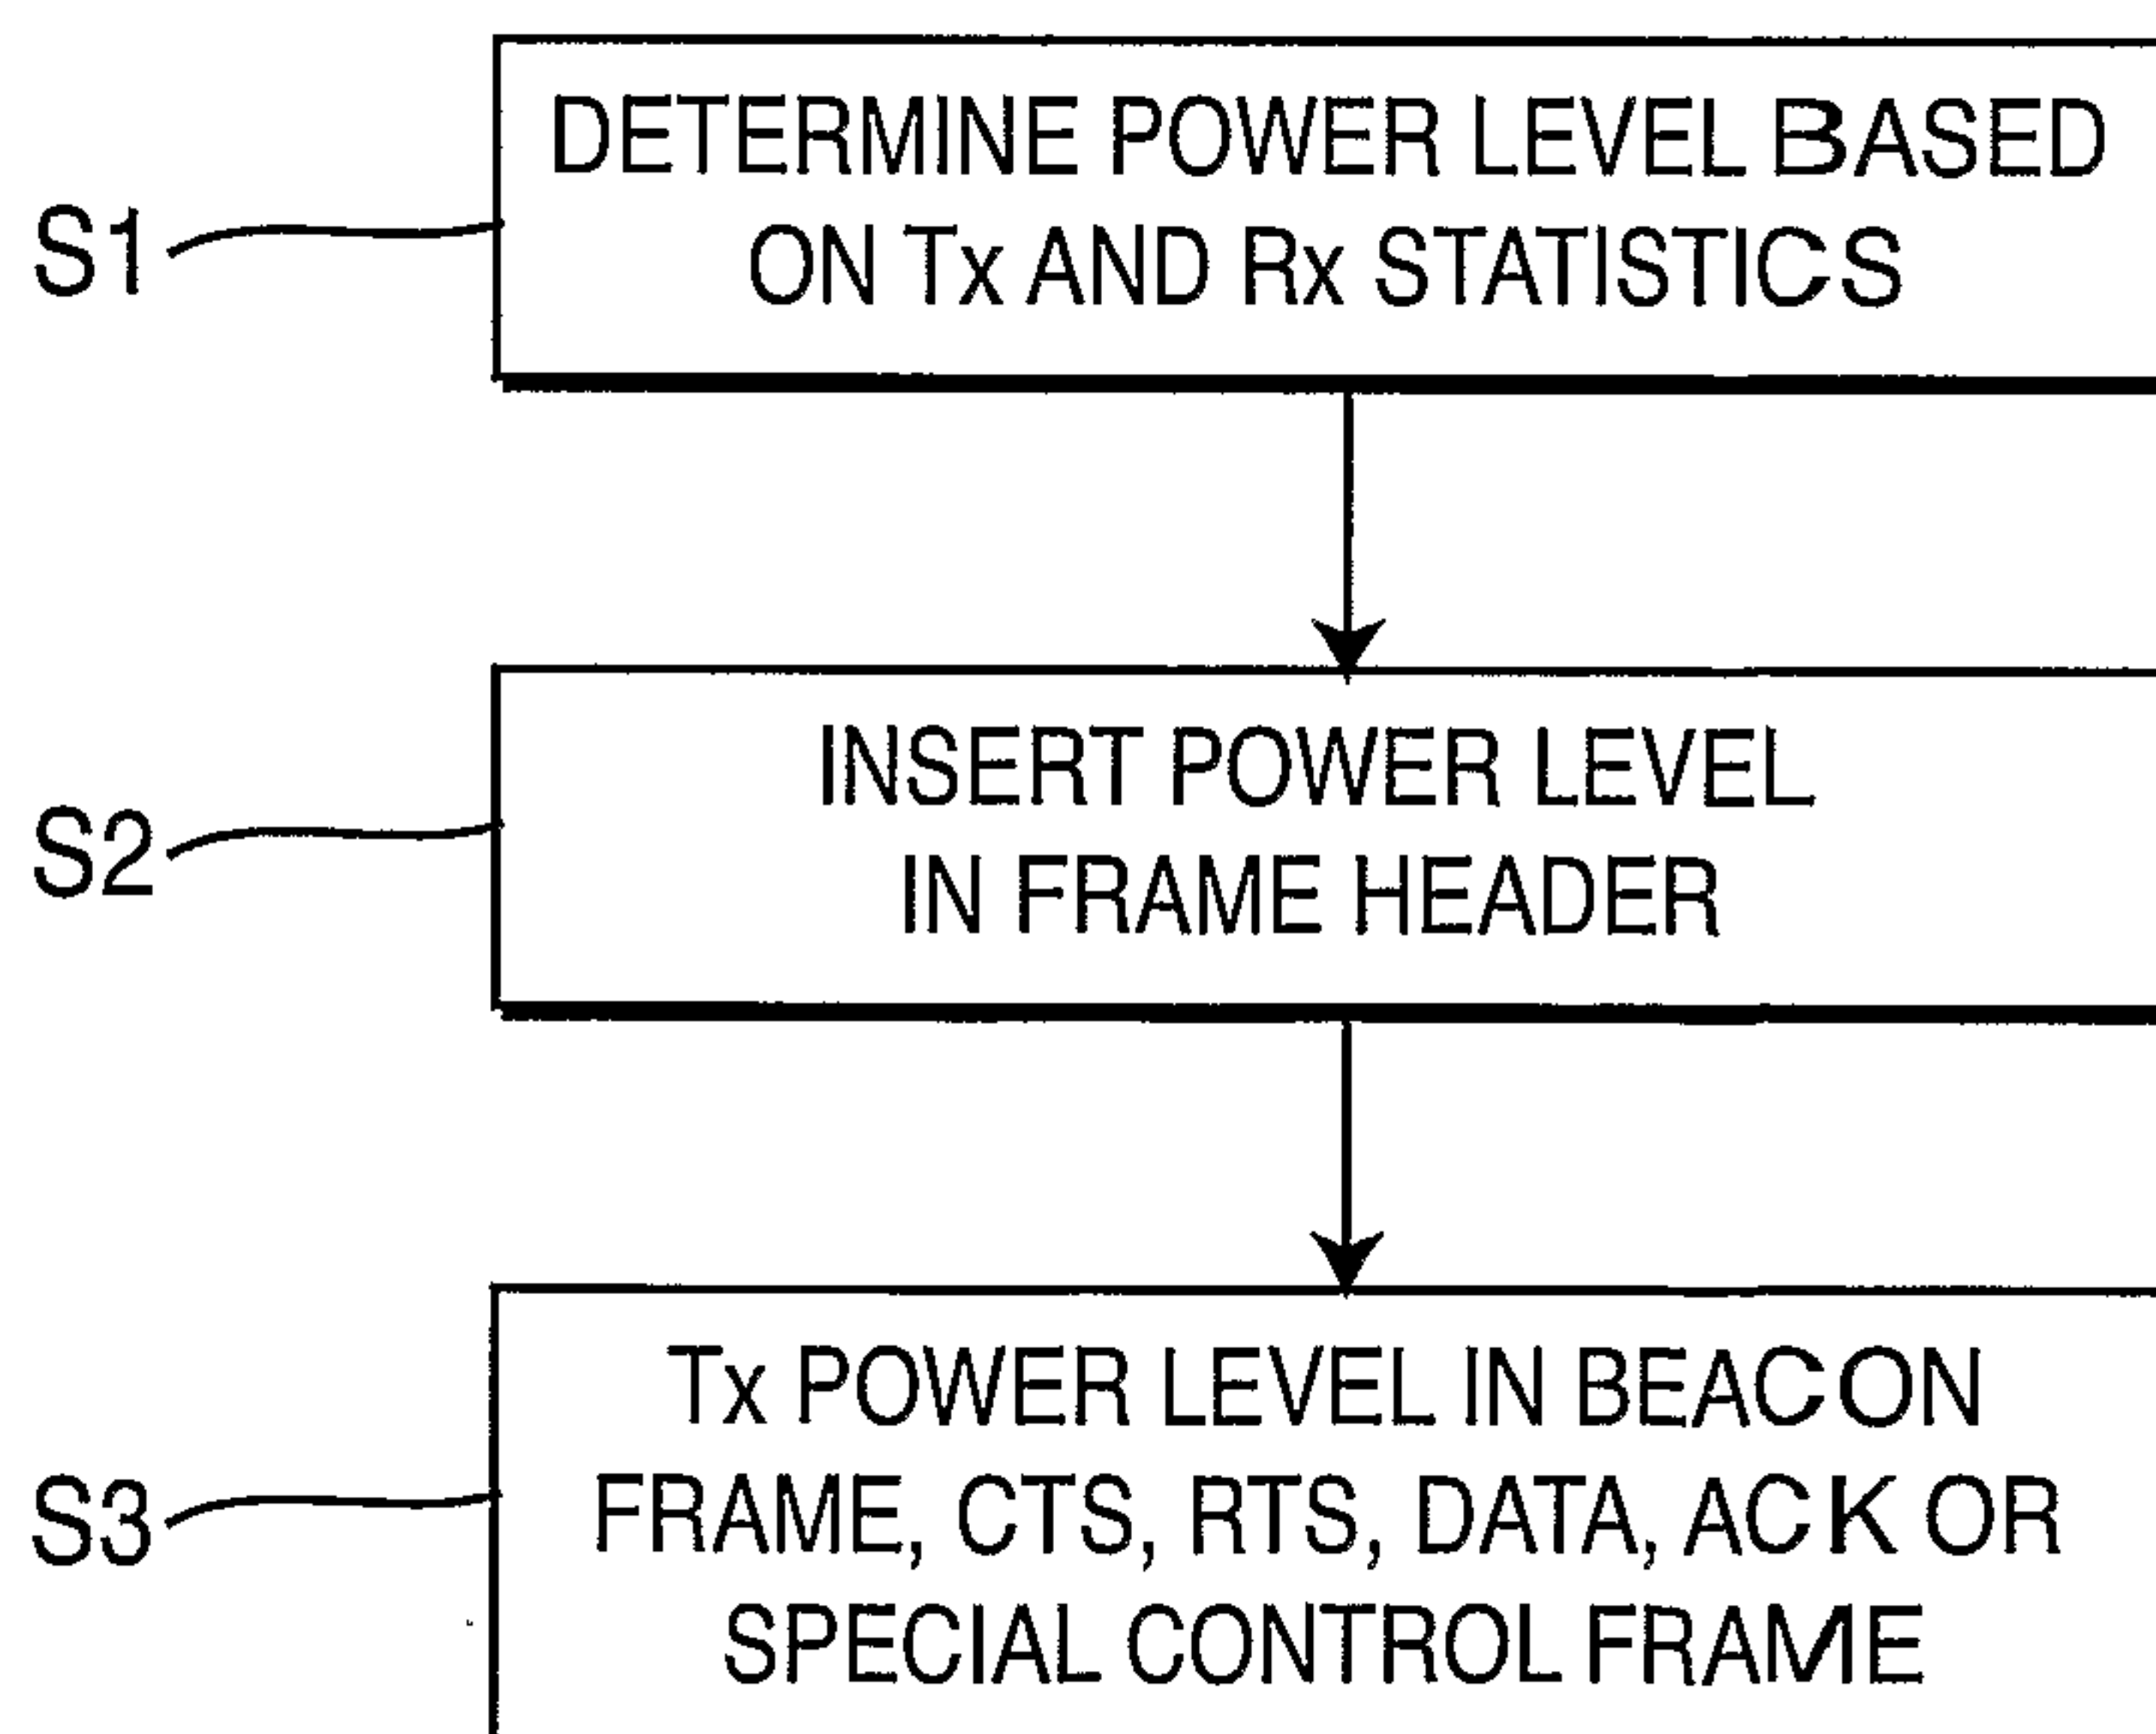 DETERMINE POWER LEVEL BASED
ON Tx AND Rx STATISTICS
S1
INSERT POWER LEVEL
IN FRAME HEADER
S2
Tx POWER LEVEL IN BEACON
FRAME, CTS, RTS, DATA, ACK OR
SPECIAL CONTROL FRAME
S3